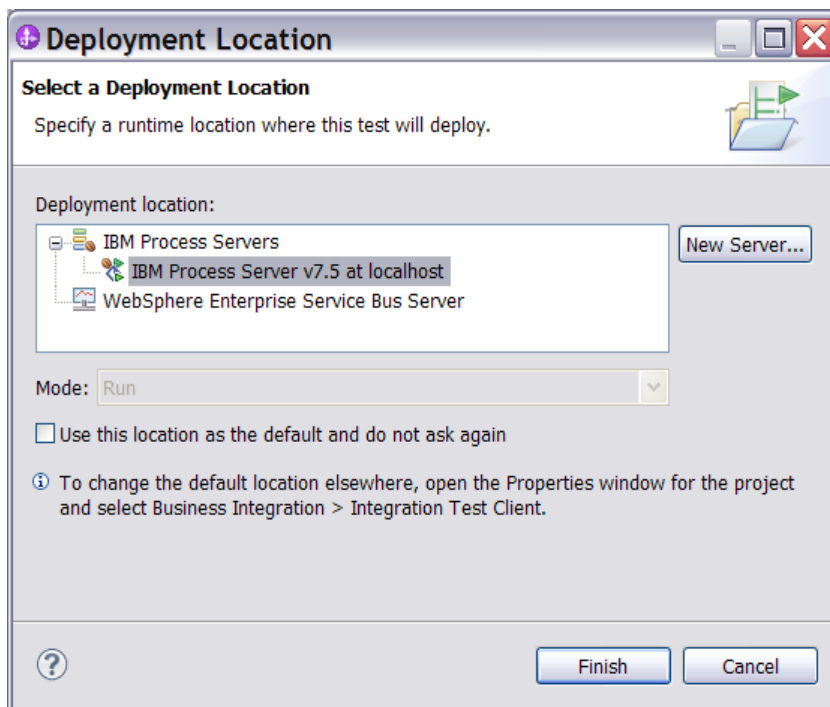 Deployment Location
Select a Deployment Location
Specify a runtime location where this test will deploy.
Deployment location:
IBM Process Servers
New Server...
IBM Process Server v7.5 at localhost
WebSphere Enterprise Service Bus Server
Mode: Run
Use this location as the default and do not ask again
To change the default location elsewhere, open the Properties window for the project
and select Business Integration > Integration Test Client.
Finish Cancel